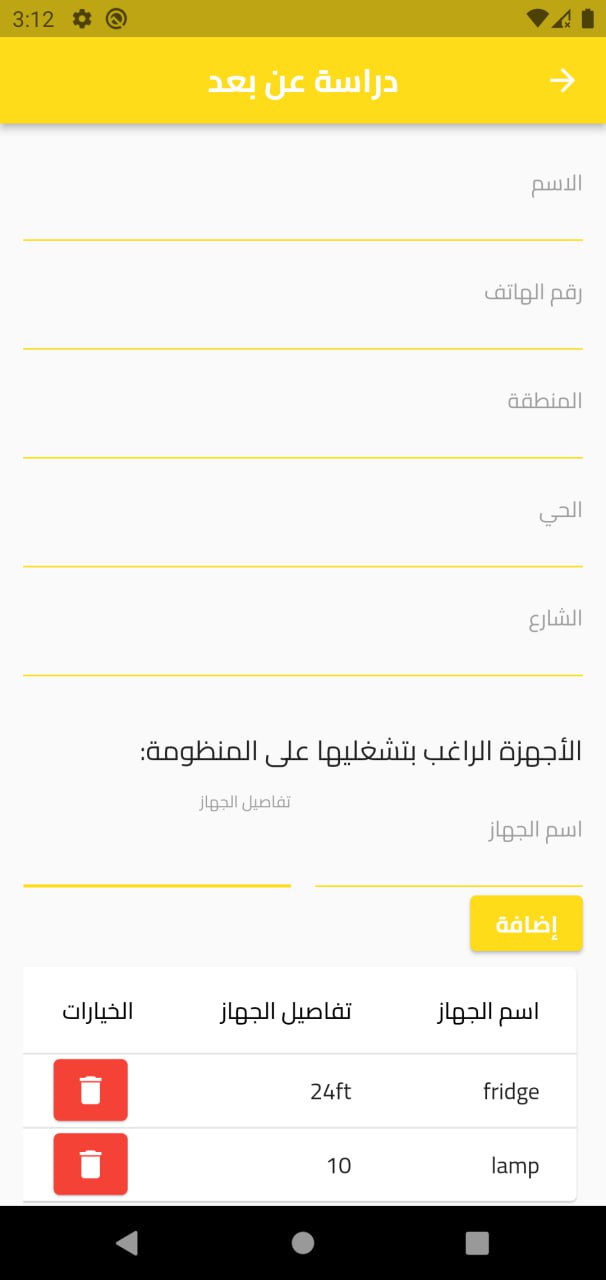 3:12
دراسة عن بعد
الاسم
رقم الهاتف
المنطقة
الحي
الشارع
الأجهزة الراغب بتشغليها على المنظومة:
اسم الجهاز
تفاصيل الجهاز
إضافة
اسم الجهاز تفاصيل الجهاز الخيارات
fridge 24ft
lamp 10